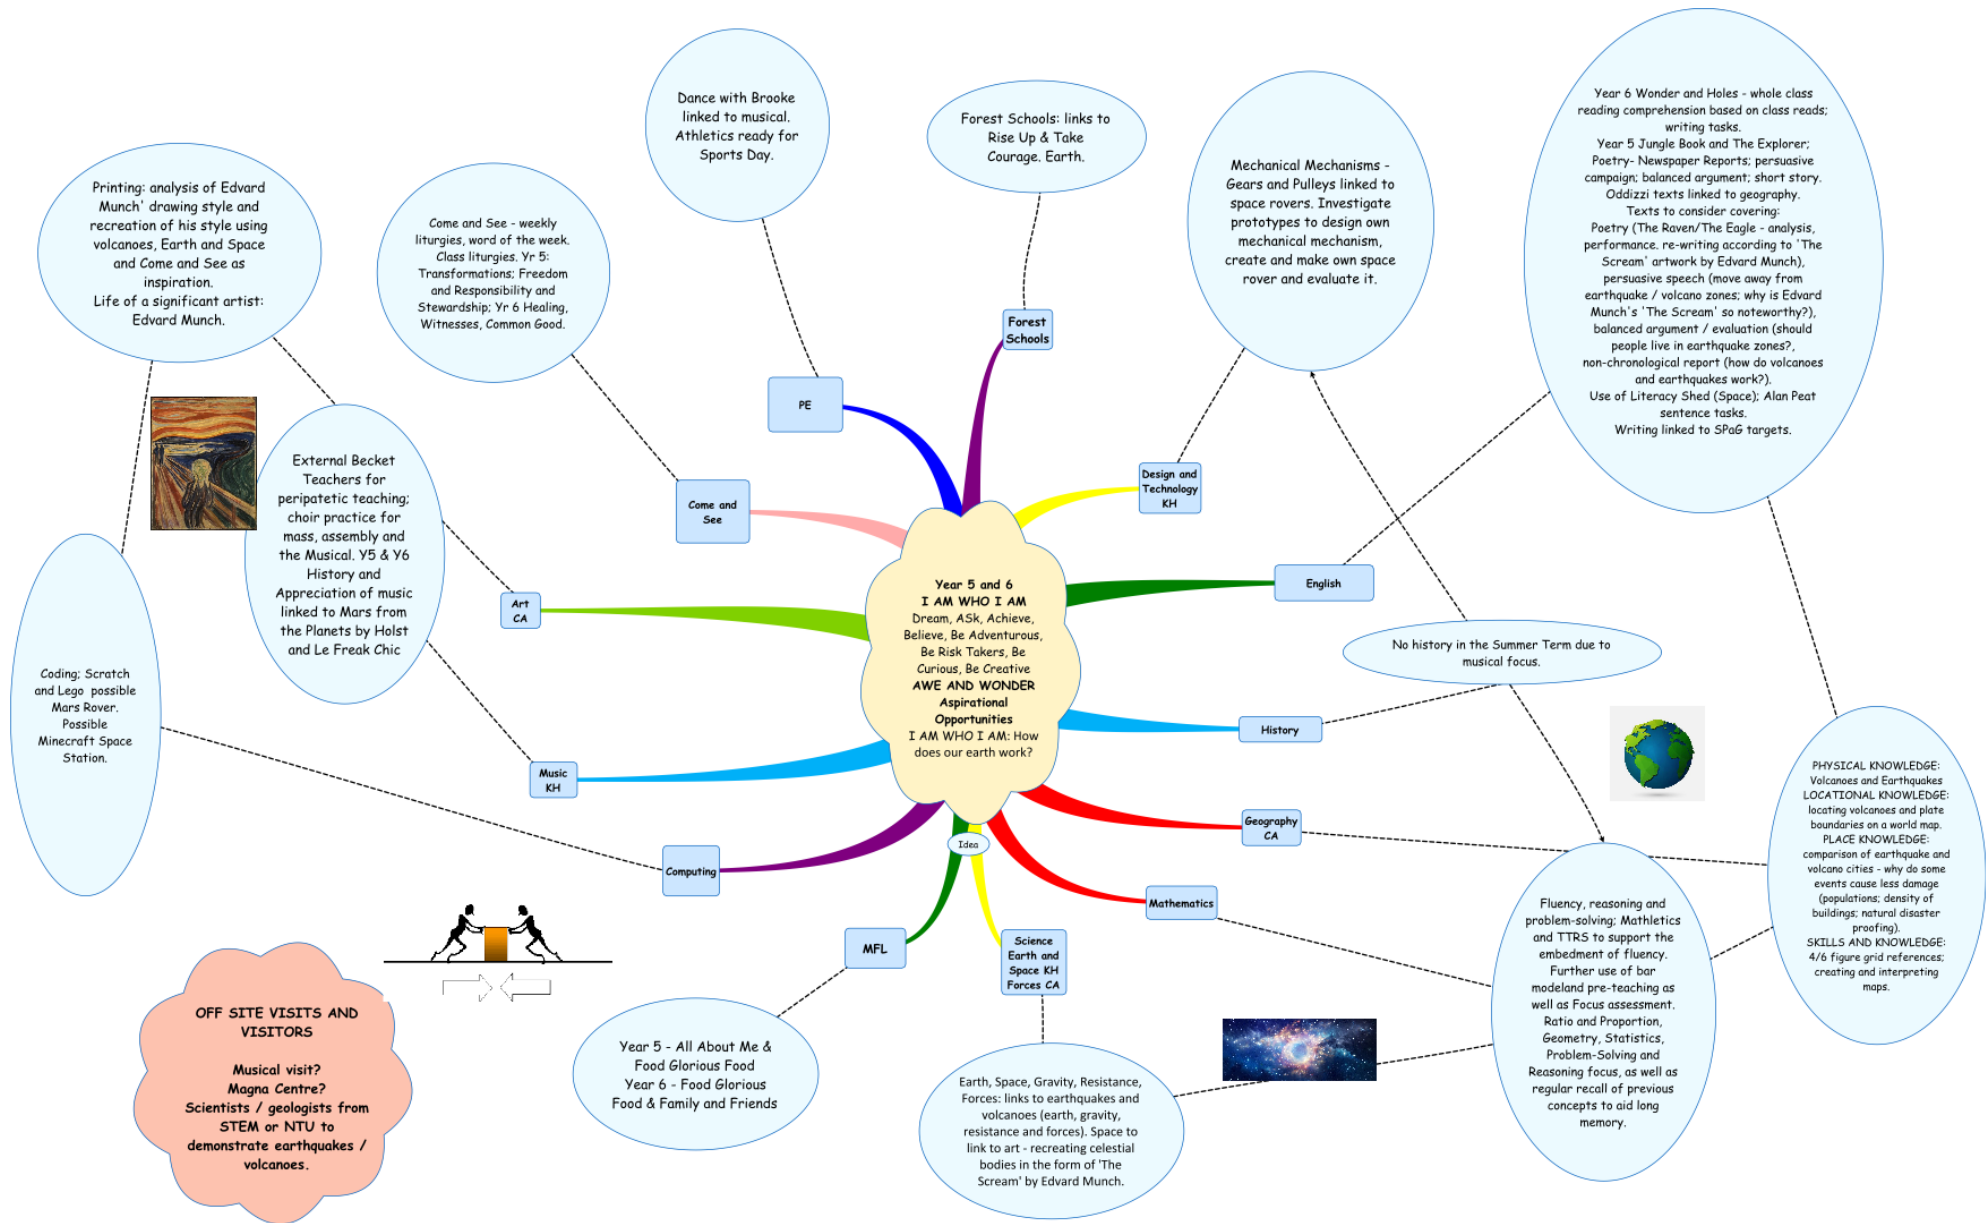 Dance with Brooke
linked to musical.
Athletics ready for
Sports Day.
Forest Schools: links to
Rise Up & Take
Courage. Earth.
Mechanical Mechanisms -
Gears and Pulleys linked to
space rovers. Investigate
prototypes to design own
mechanical mechanism,
create and make own space
rover and evaluate it.
Year 6 Wonder and Holes - whole class
reading comprehension based on class reads;
writing tasks.
Year 5 Jungle Book and The Explorer;
Poetry- Newspaper Reports; persuasive
campaign; balanced argument; short story.
Oddizzi texts linked to geography.
Texts to consider covering:
Poetry (The Raven/The Eagle - analysis,
performance. re-writing according to 'The
Scream' artwork by Edvard Munch),
persuasive speech (move away from
earthquake / volcano zones; why is Edvard
Munch's 'The Scream' so noteworthy?),
balanced argument / evaluation (should
people live in earthquake zones?,
non-chronological report (how do volcanoes
and earthquakes work?).
Use of Literacy Shed (Space); Alan Peat
sentence tasks.
Writing linked to SPaG targets.
Printing: analysis of Edvard
Munch' drawing style and
recreation of his style using
volcanoes, Earth and Space
and Come and See as
inspiration.
Life of a significant artist:
Edvard Munch.
Come and See - weekly
liturgies, word of the week.
Class liturgies. Yr 5:
Transformations; Freedom
and Responsibility and
Stewardship; Yr 6 Healing,
Witnesses, Common Good.
Forest
Schools
PE
Design and
Technology
KH
Come and
See
External Becket
Teachers for
peripatetic teaching;
choir practice for
mass, assembly and
the Musical. Y5 & Y6
History and
Appreciation of music
linked to Mars from
the Planets by Holst
and Le Freak Chic
Art
CA
Year 5 and 6
I AM WHO I AM
Dream, ASk, Achieve,
Believe, Be Adventurous,
Be Risk Takers, Be
Curious, Be Creative
AWE AND WONDER
Aspirational
Opportunities
I AM WHO I AM: How
does our earth work?
English
No history in the Summer Term due to
musical focus.
History
Coding; Scratch
and Lego possible
Mars Rover.
Possible
Minecraft Space
Station.
Music
KH
Geography
CA
PHYSICAL KNOWLEDGE:
Volcanoes and Earthquakes
LOCATIONAL KNOWLEDGE:
locating volcanoes and plate
boundaries on a world map.
PLACE KNOWLEDGE:
comparison of earthquake and
volcano cities - why do some
events cause less damage
(populations; density of
buildings; natural disaster
proofing).
SKILLS AND KNOWLEDGE:
4/6 figure grid references;
creating and interpreting
maps.
Idea
Computing
Mathematics
MFL
Science
Earth and
Space KH
Forces CA
Fluency, reasoning and
problem-solving; Mathletics
and TTRS to support the
embedment of fluency.
Further use of bar
modeland pre-teaching as
well as Focus assessment.
Ratio and Proportion,
Geometry, Statistics,
Problem-Solving and
Reasoning focus, as well as
regular recall of previous
concepts to aid long
memory.
OFF SITE VISITS AND
VISITORS
Musical visit?
Magna Centre?
Scientists / geologists from
STEM or NTU to
demonstrate earthquakes /
volcanoes.
Year 5 - All About Me &
Food Glorious Food
Year 6 - Food Glorious
Food & Family and Friends
Earth, Space, Gravity, Resistance,
Forces: links to earthquakes and
volcanoes (earth, gravity,
resistance and forces). Space to
link to art - recreating celestial
bodies in the form of 'The
Scream' by Edvard Munch.